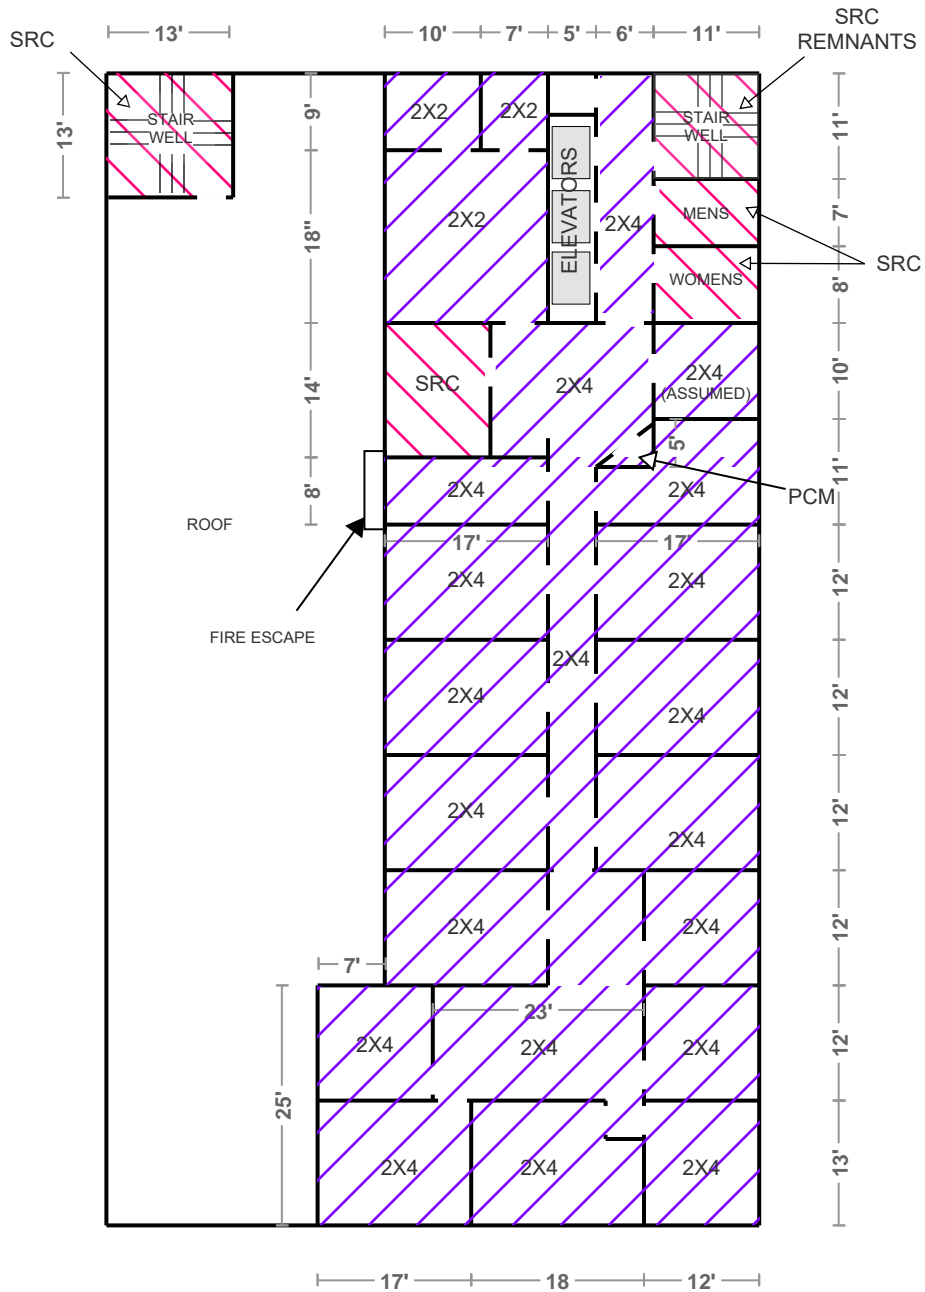 SRC
13'
10'
7'
5'
6'
11'
SRC
REMNANTS
13'
STAIR
WELL
9'
2X2
2X2
ELEVATORS
STAIR
WELL
11'
18"
2X2
2X4
MENS
7'
WOMENS
SRC
8'
14'
SRC
2X4
2X4
(ASSUMED)
10'
5'
8'
2X4
2X4
PCM
11'
ROOF
17'
17'
2X4
2X4
12'
FIRE ESCAPE
2X4
2X4
2X4
12'
2X4
2X4
12'
2X4
2X4
12'
7'
23'
2X4
2X4
2X4
12'
25'
2X4
2X4
2X4
13'
17'
18
12'